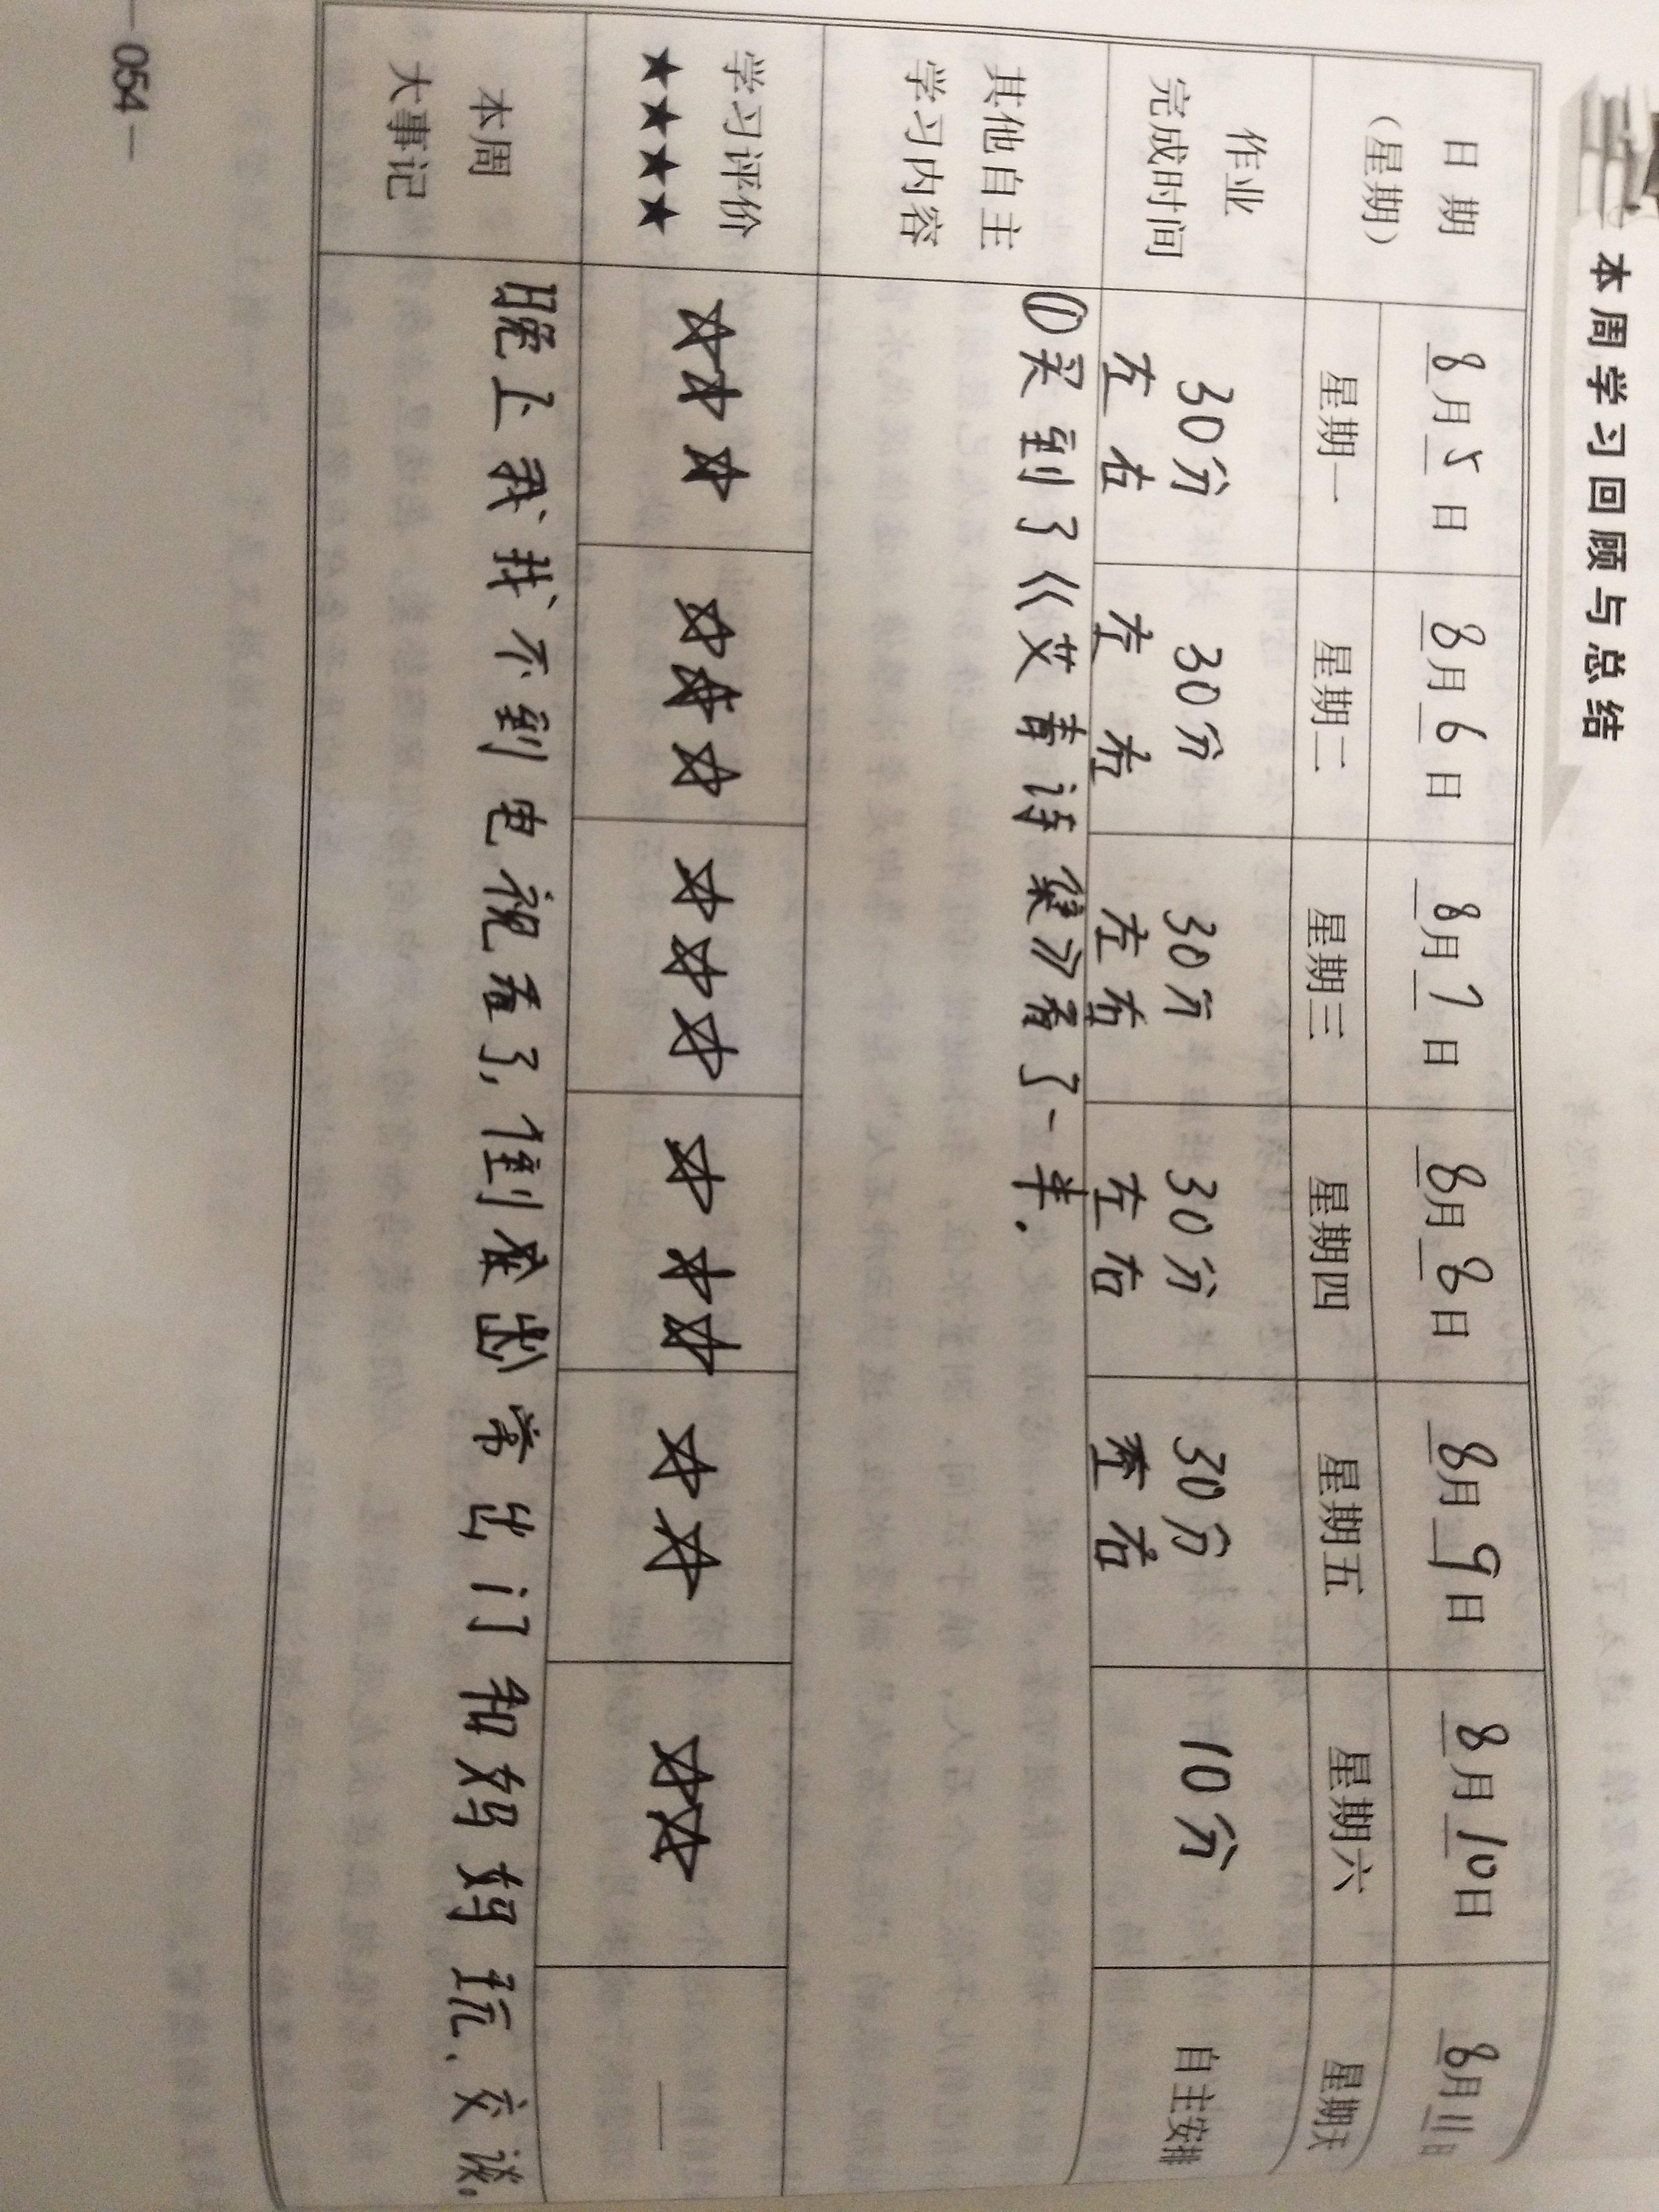 本周学习回顾与总结
日期
(星期)
8月5日 8月6日 8月7日 8月8日 8月9日 8月10日 8月11日
星期一 星期二 星期三 星期四 星期五 星期六 星期天
作业
完成时间
30分 30分 30分 30分 30分 10分 自主安排
左右 左右 左右 左右 左右
其他自主
学习内容
①买到了《艾青诗集》看了一半.
学习评价
★★★★
本周
大事记
晚上我找不到电视看了,但到常出门和妈妈玩、交谈.
—054—